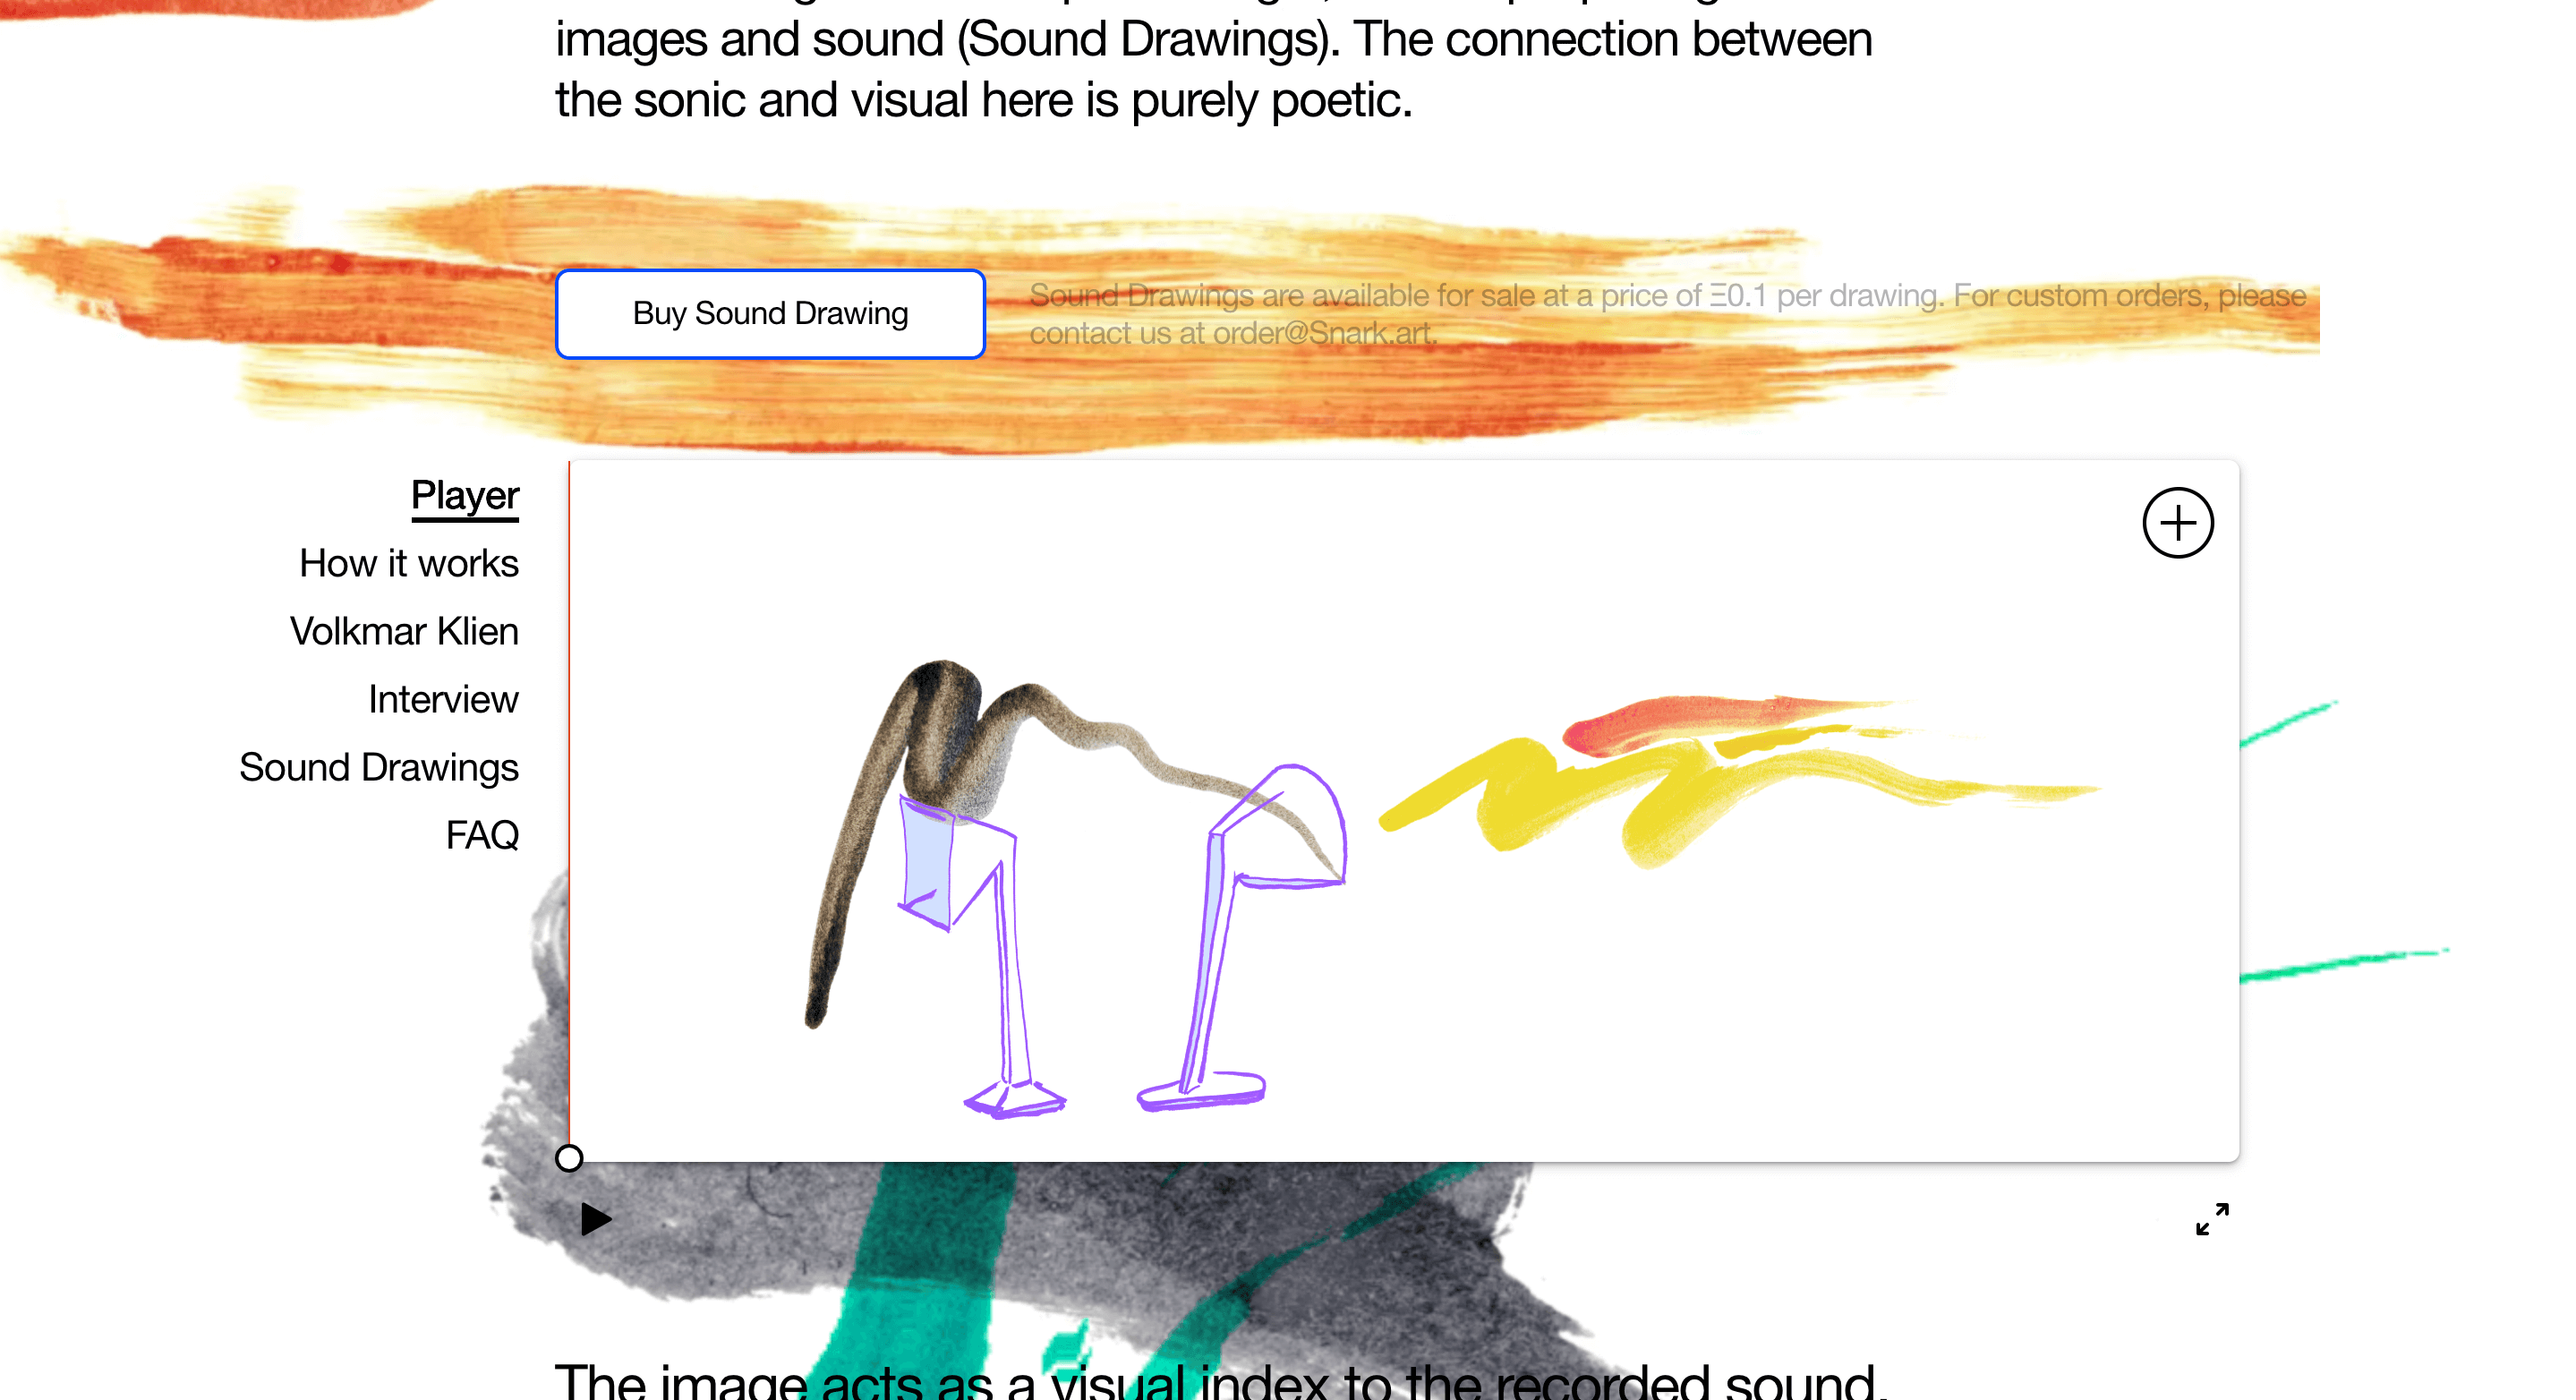 images and sound (Sound Drawings). The connection between
the sonic and visual here is purely poetic.
Buy Sound Drawing
Sound Drawings are available for sale at a price of Ξ0.1 per drawing. For custom orders, please
contact us at order@Snark.art.
Player
How it works
Volkmar Klien
Interview
Sound Drawings
FAQ
The image acts as a visual index to the recorded sound.